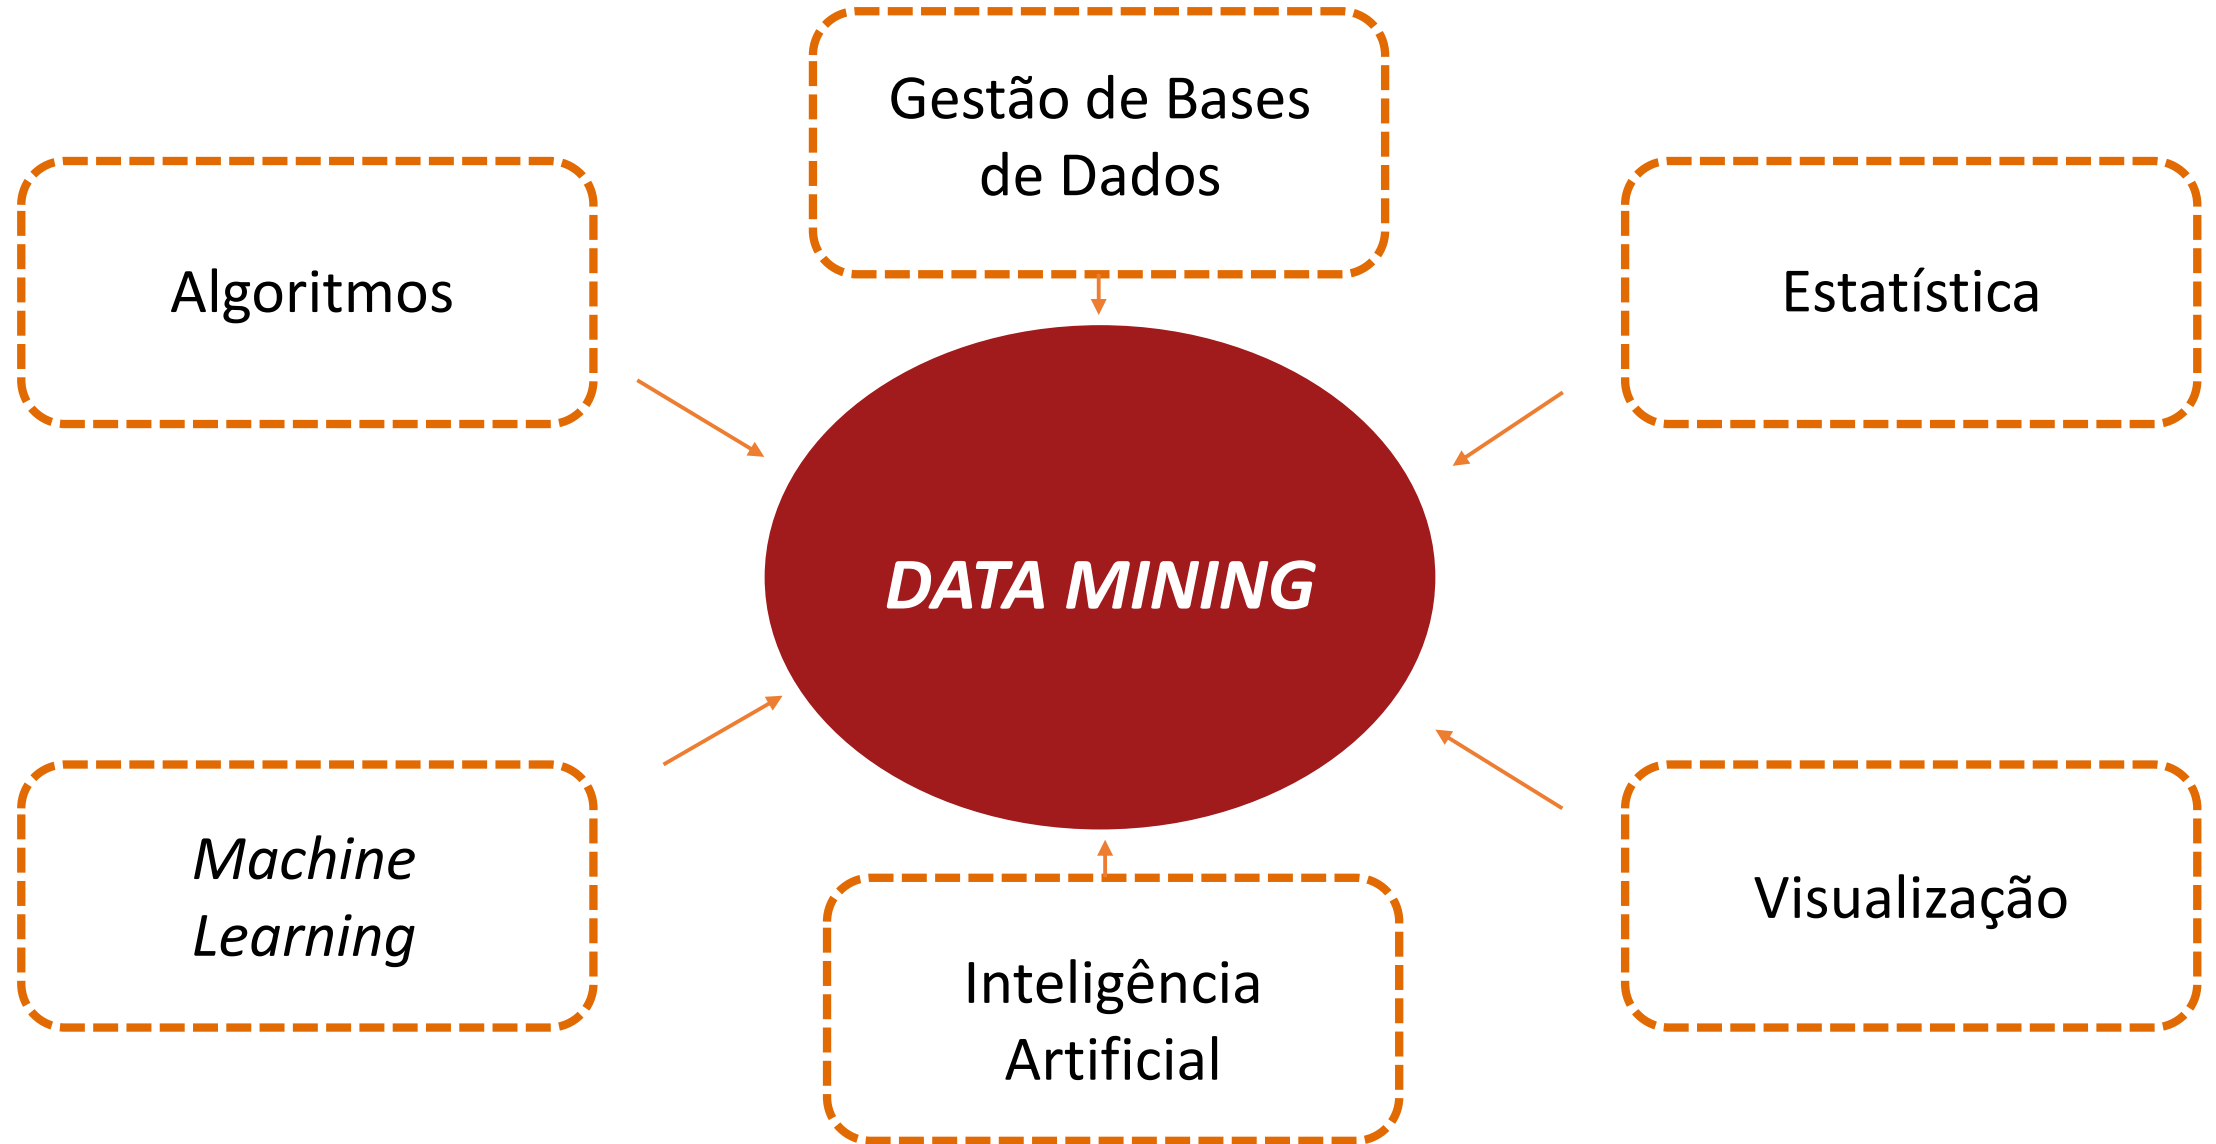 Gestão de Bases
de Dados
Algoritmos
Estatística
DATA MINING
Machine
Learning
Visualização
Inteligência
Artificial